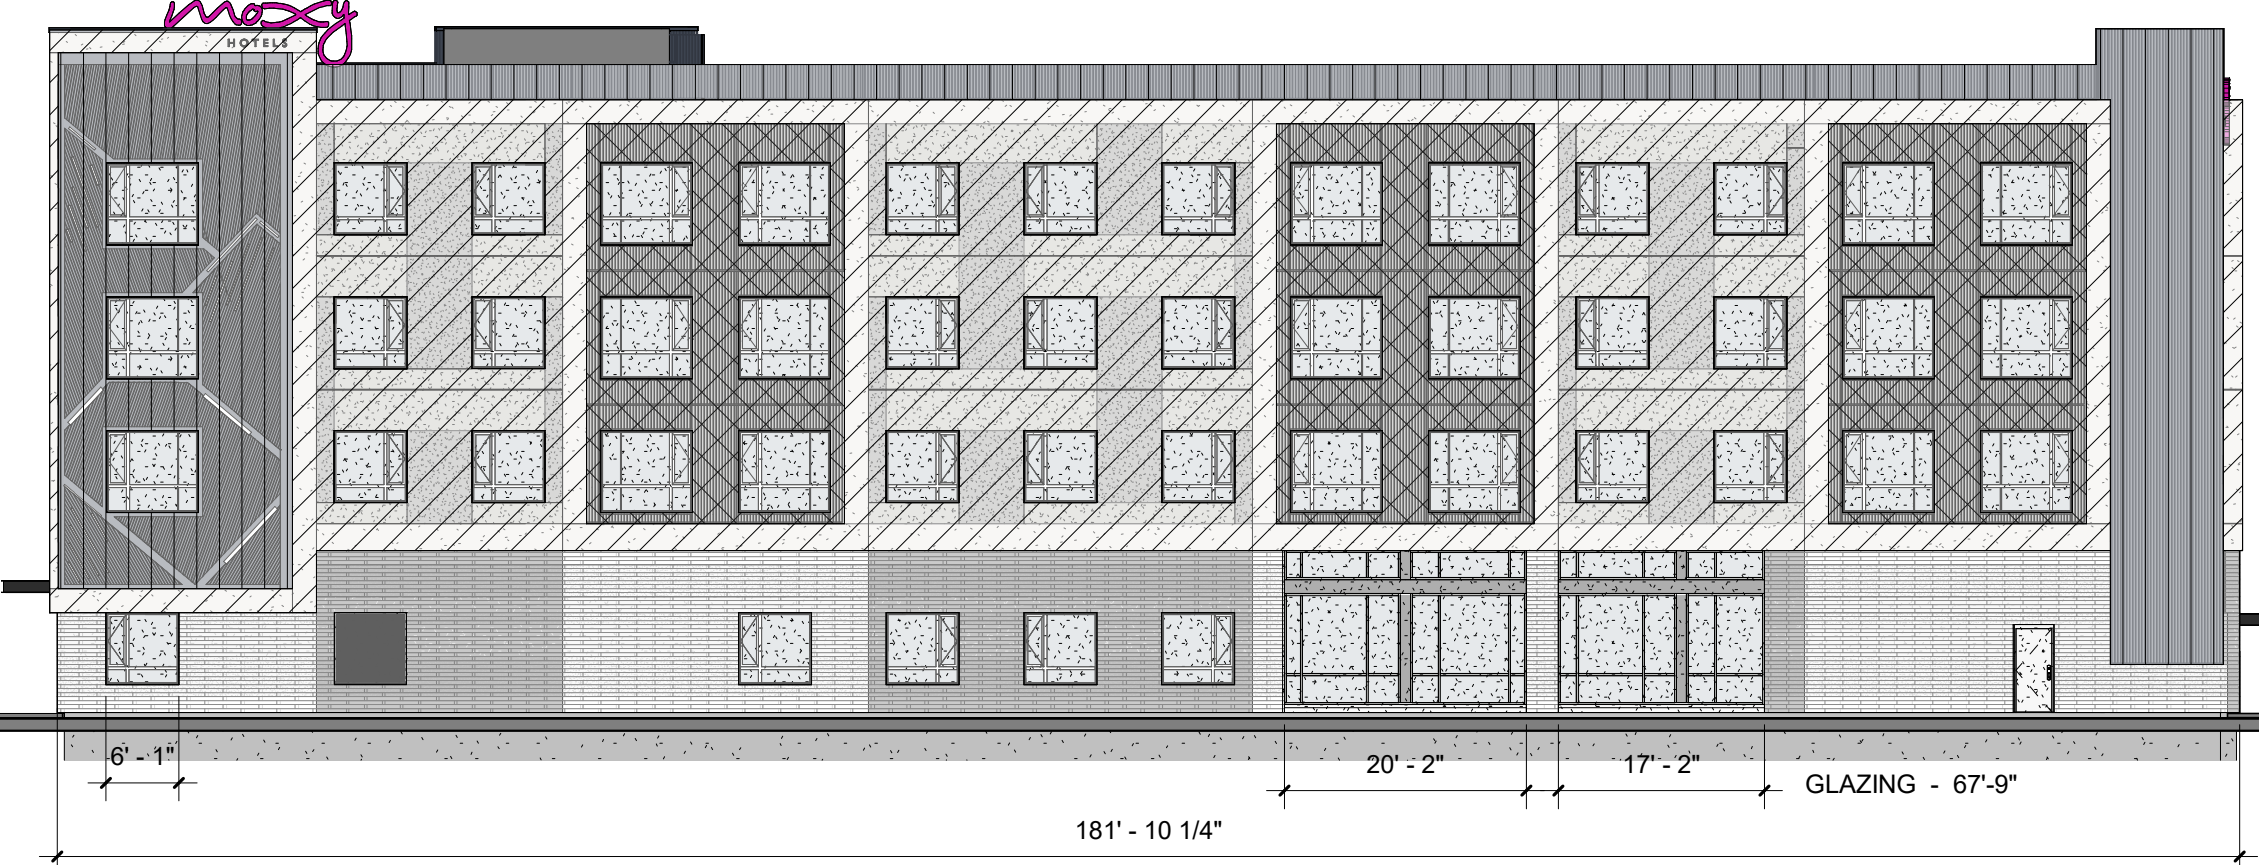 moxy
HOTELS
6' - 1"
20' - 2"
17' - 2"
GLAZING - 67'-9"
181' - 10 1/4"